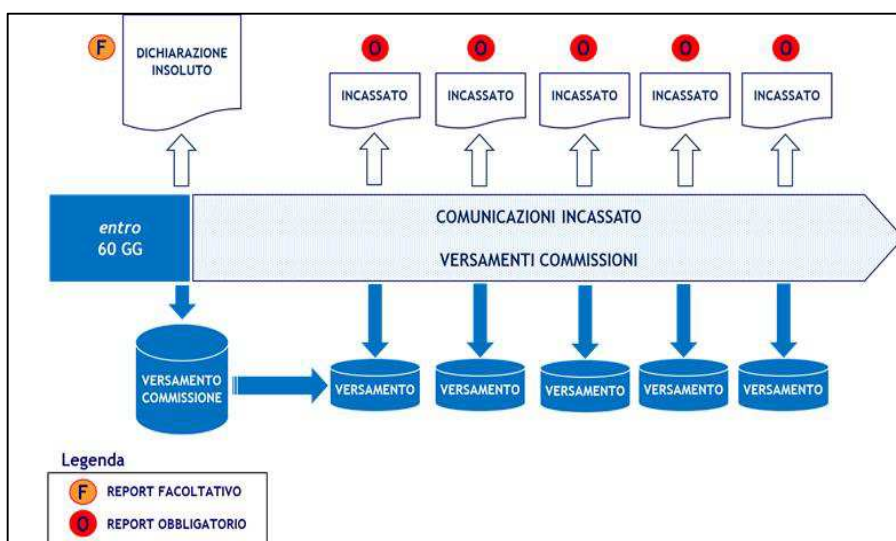 F
DICHIARAZIONE
INSOLUTO
O O O O O
INCASSATO INCASSATO INCASSATO INCASSATO INCASSATO
entro
60 GG
COMUNICAZIONI INCASSATO
VERSAMENTI COMMISSIONI
VERSAMENTO
COMMISSIONE
VERSAMENTO VERSAMENTO VERSAMENTO VERSAMENTO VERSAMENTO
Legenda
F REPORT FACOLTATIVO
O REPORT OBBLIGATORIO